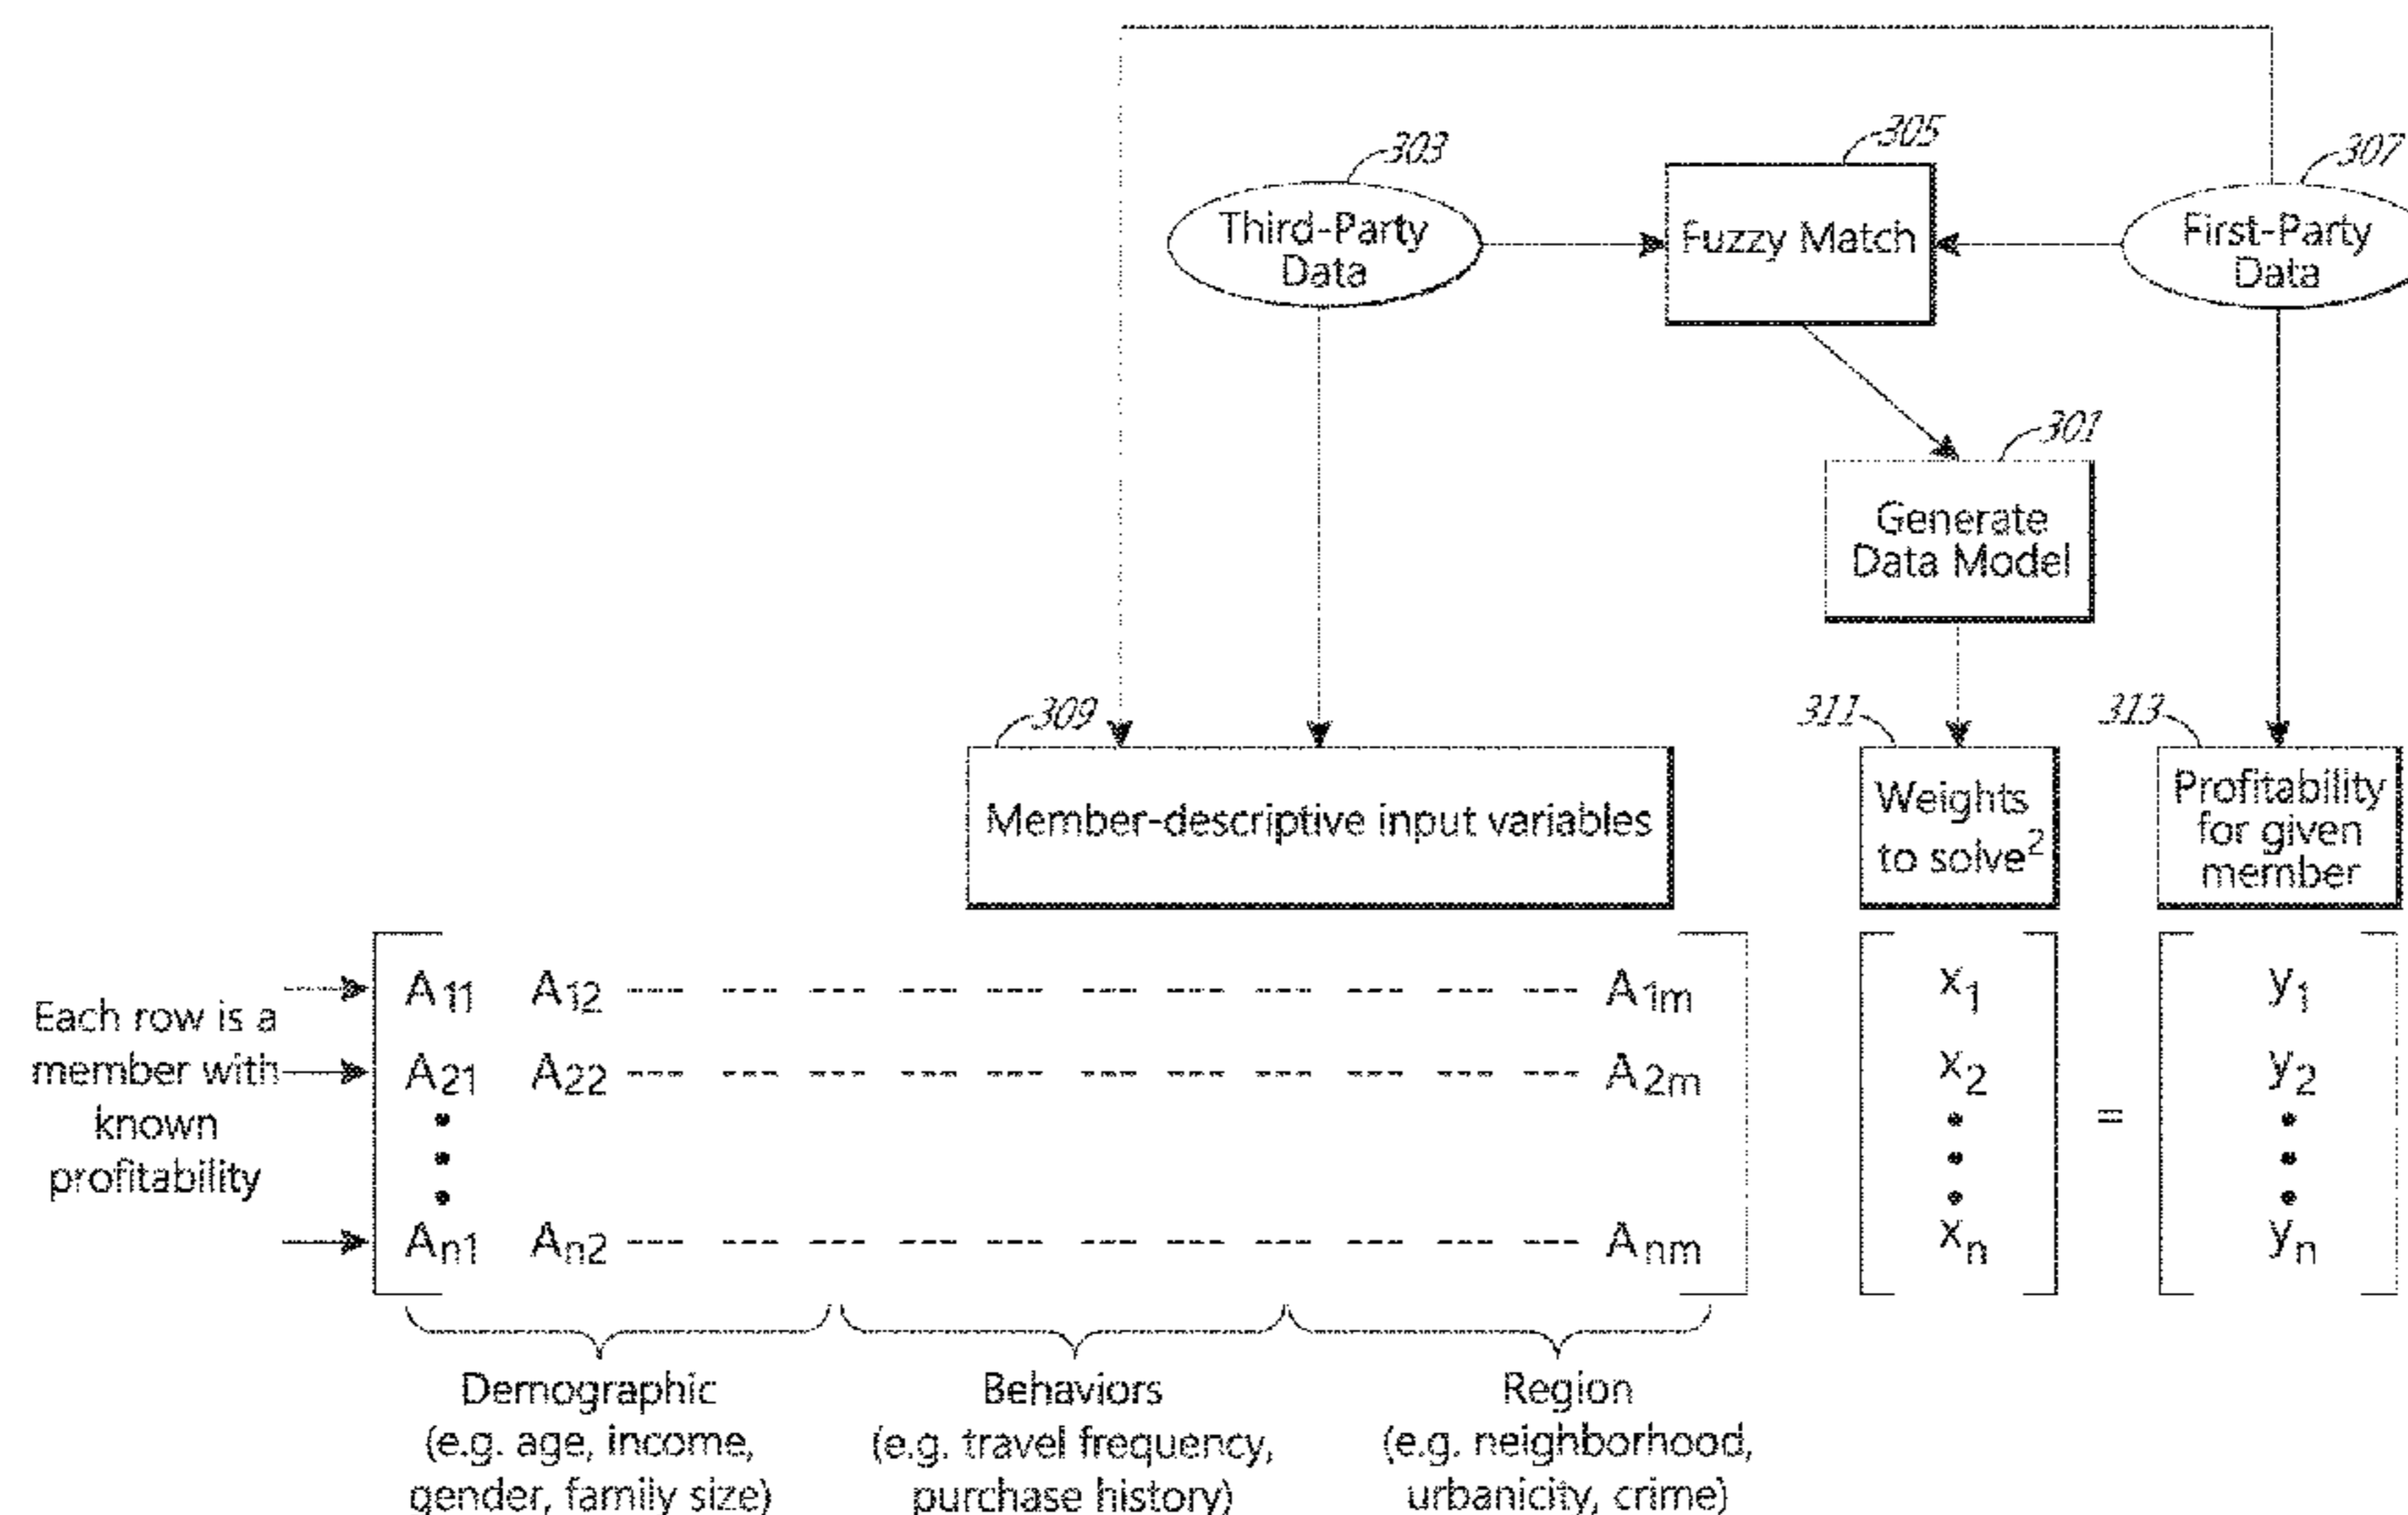 303
305
307
Third-Party
Data
Fuzzy Match
First-Party
Data
301
Generate
Data Model
309
311
313
Member-descriptive input variables
Weights
to solve²
Profitability
for given
member
Each row is a
member with
known
profitability
A₁₁ A₁₂ A₁ₘ
A₂₁ A₂₂ A₂ₘ
Aₙ₁ Aₙ₂ Aₙₘ
x₁
x₂
xₙ
=
y₁
y₂
yₙ
Demographic
(e.g. age, income,
gender, family size)
Behaviors
(e.g. travel frequency,
purchase history)
Region
(e.g. neighborhood,
urbanicity, crime)